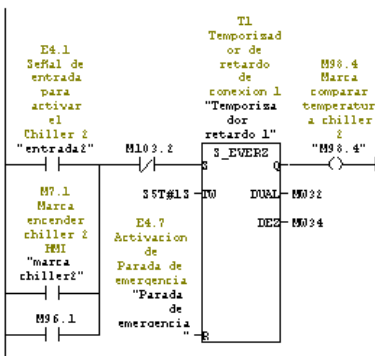 T1
Temporizad
or de
retardo
de
conexion 1
"Temporiza
dor
retardo 1"
E4.1
Señal de
entrada
para
activar
el
Chiller 2
"entrada2"
M98.4
Marca
comparar
temperatur
a chiller
2
"M98.4"
M103.2
S_EVERZ
S
Q
M7.1
Marca
encender
chiller 2
HMI
"marca
chiller2"
S5T#1S
TW
DUAL
MW32
DEZ
MW34
E4.7
Activacion
de
Parada de
emergencia
"Parada
de
emergencia
"
R
M96.1